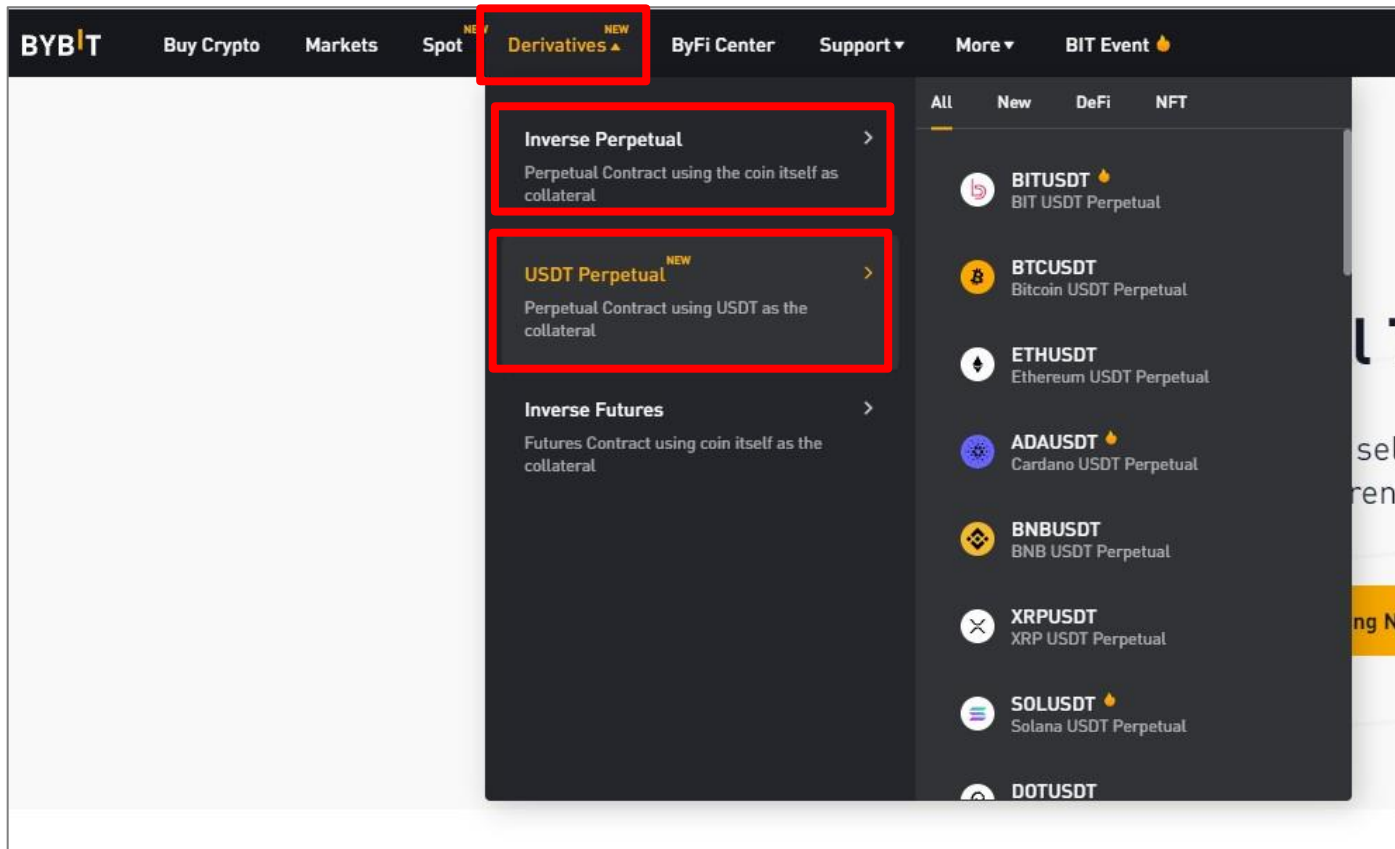 BYBIT Buy Crypto Markets Spot NEW Derivatives NEW ByFi Center Support More BIT Event
All New DeFi NFT
Inverse Perpetual
Perpetual Contract using the coin itself as
collateral
USDT Perpetual NEW
Perpetual Contract using USDT as the
collateral
Inverse Futures
Futures Contract using coin itself as the
collateral
BITUSDT
BIT USDT Perpetual
BTCUSDT
Bitcoin USDT Perpetual
ETHUSDT
Ethereum USDT Perpetual
ADAUSDT
Cardano USDT Perpetual
BNBUSDT
BNB USDT Perpetual
XRPUSDT
XRP USDT Perpetual
SOLUSDT
Solana USDT Perpetual
DOTUSDT